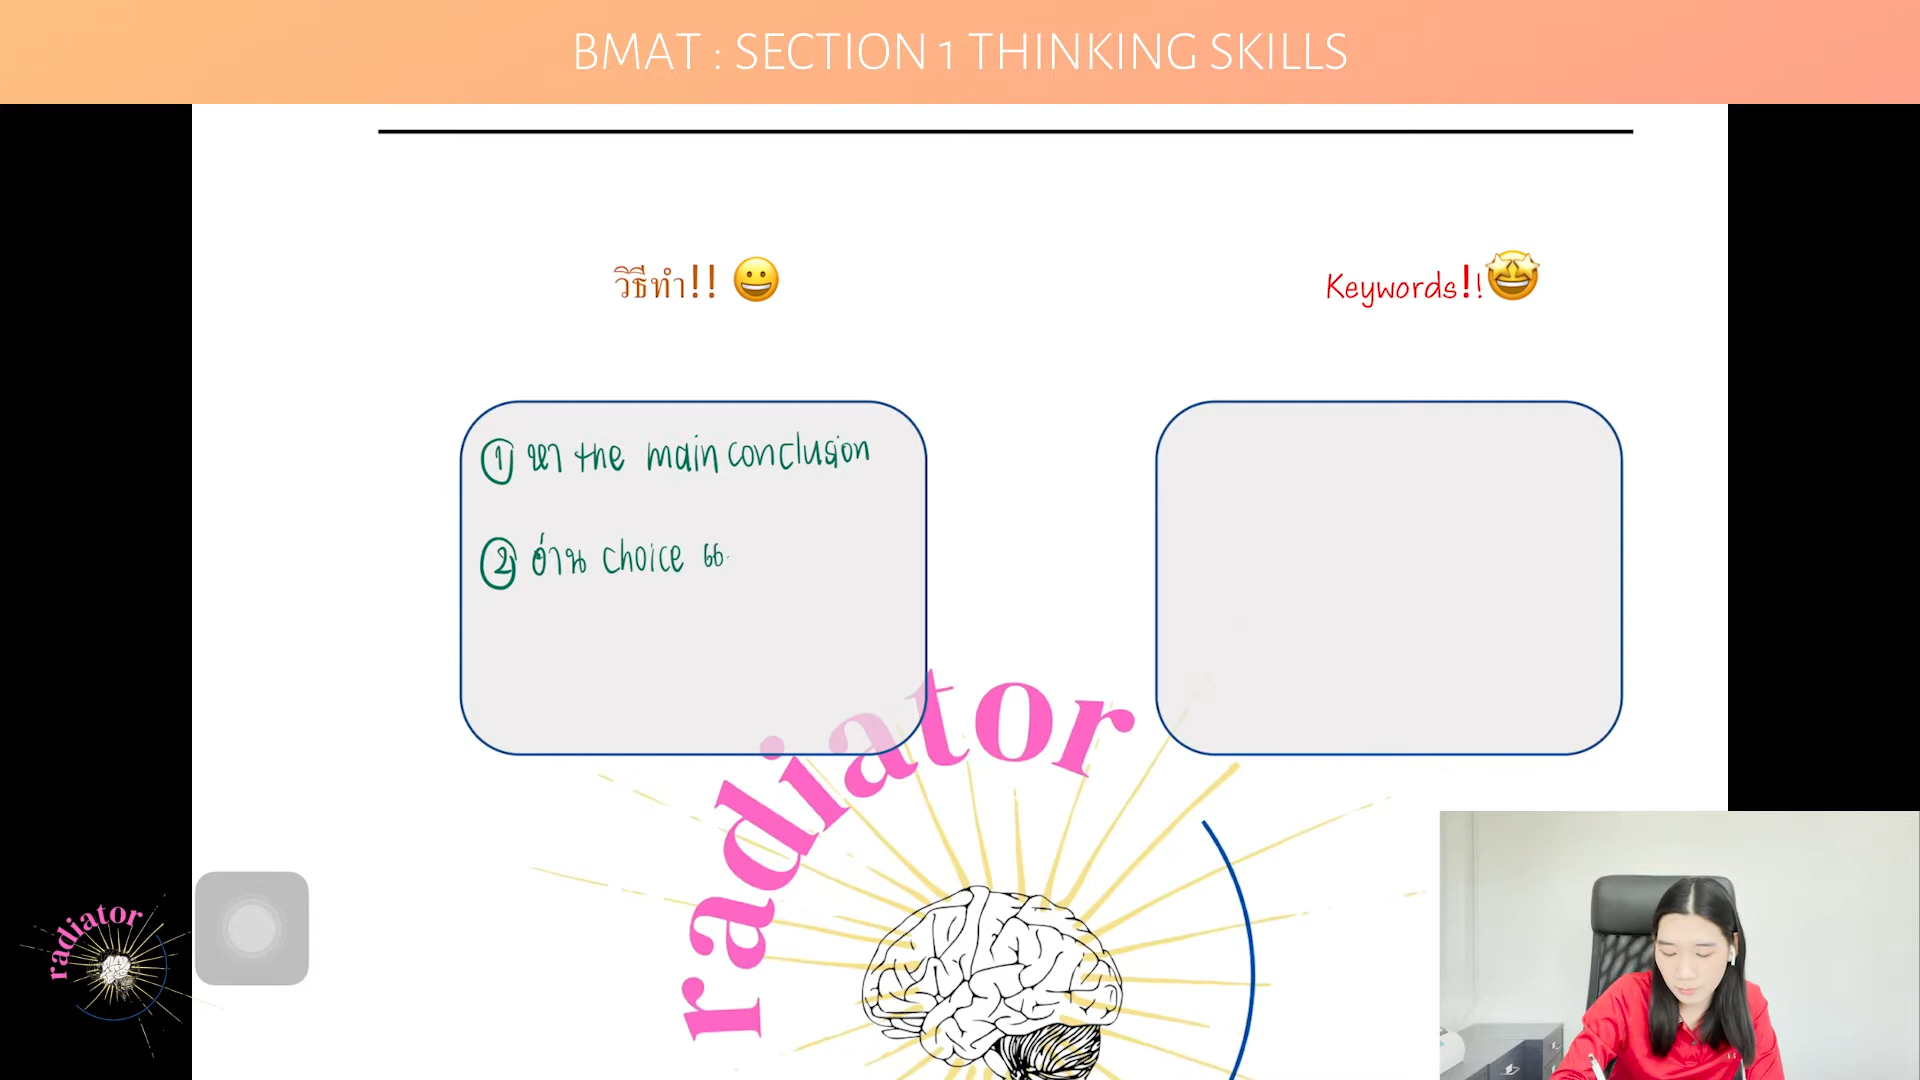 BMAT : SECTION 1 THINKING SKILLS
วิธีทำ!!
Keywords!!
① หา the main conclusion
② อ่าน choice
radiator
radiator